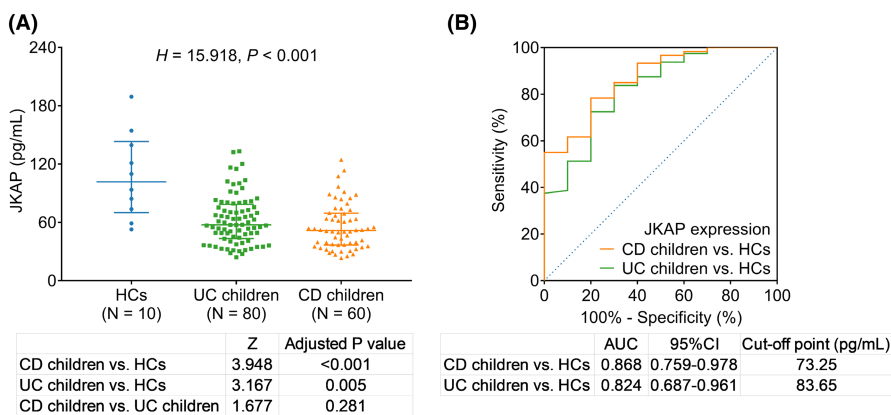 (A)
240
180
120
60
0
JKAP (pg/mL)
H = 15.918, P < 0.001
HCs
(N = 10)
UC children
(N = 80)
CD children
(N = 60)
Z Adjusted P value
CD children vs. HCs 3.948 <0.001
UC children vs. HCs 3.167 0.005
CD children vs. UC children 1.677 0.281
(B)
100
80
60
40
20
0
Sensitivity (%)
JKAP expression
CD children vs. HCs
UC children vs. HCs
0 20 40 60 80 100
100% - Specificity (%)
AUC 95%CI Cut-off point (pg/mL)
CD children vs. HCs 0.868 0.759-0.978 73.25
UC children vs. HCs 0.824 0.687-0.961 83.65